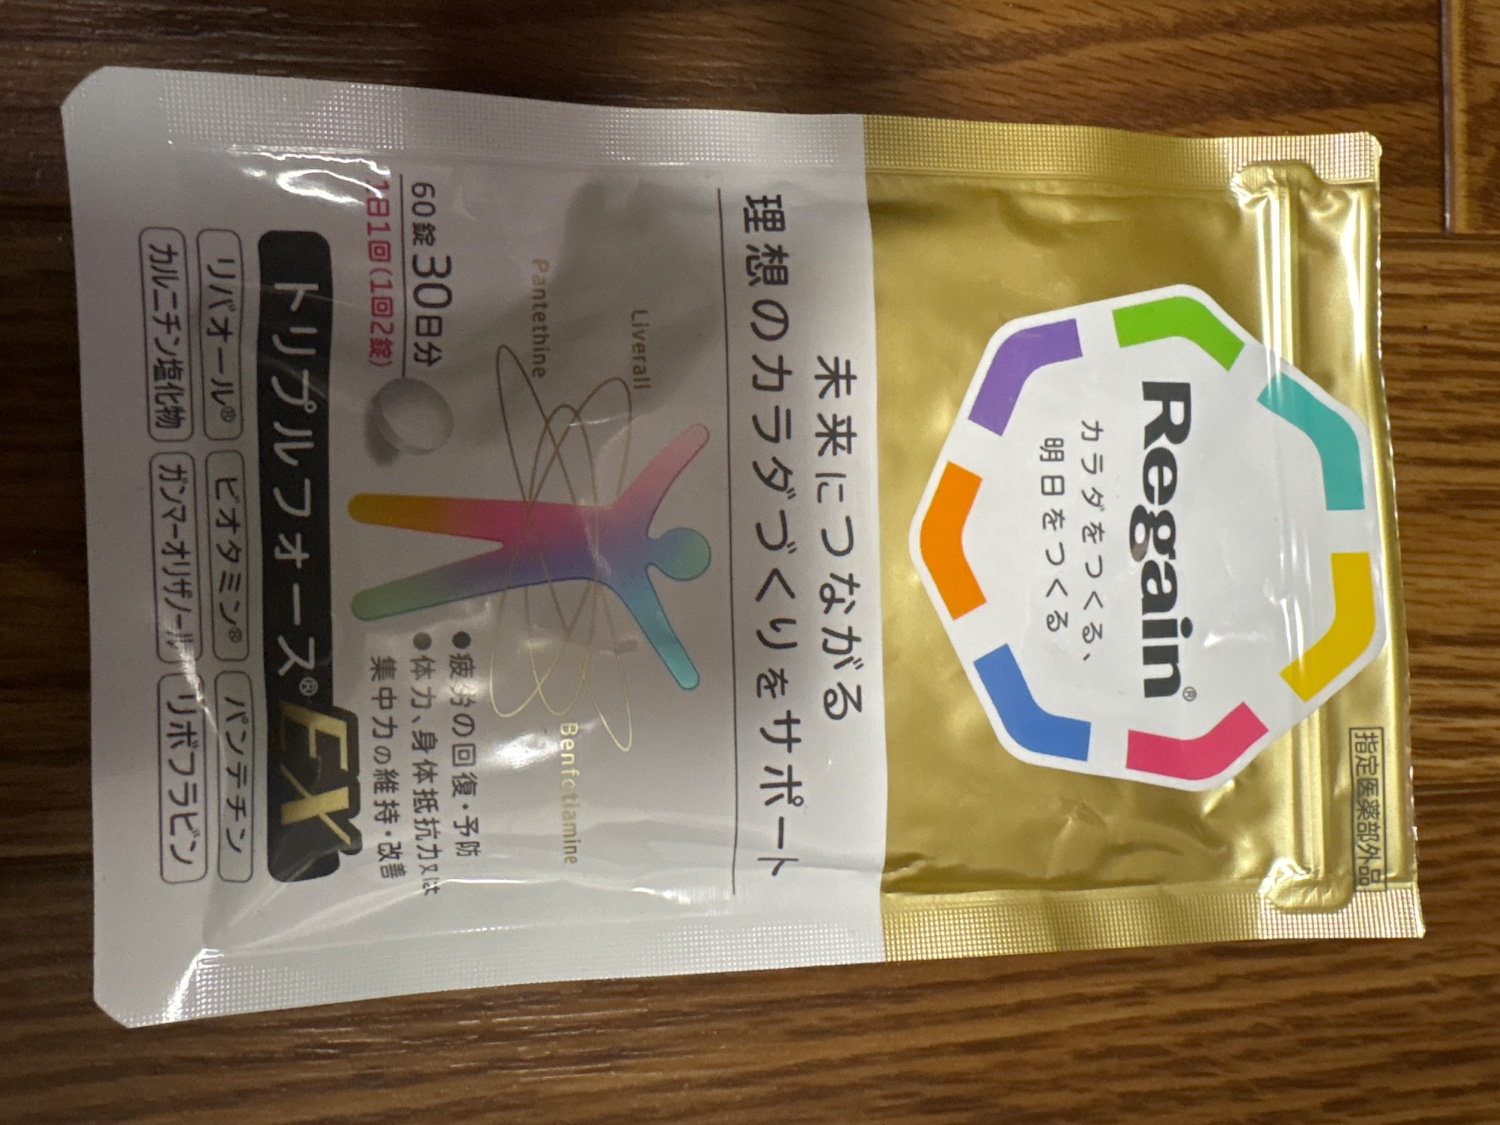 指定医薬部外品
Regain®
カラダをつくる、
明日をつくる
未来につながる
理想のカラダづくりをサポート
Liverall
Pantethine
Benfotiamine
60錠30日分
1日1回(1回2錠)
●疲労の回復・予防
●体力、身体抵抗力又は
集中力の維持・改善
トリプルフォース®EX
リバオール® ビオタミン® パンテチン
カルニチン塩化物 ガンマーオリザノール リボフラビン